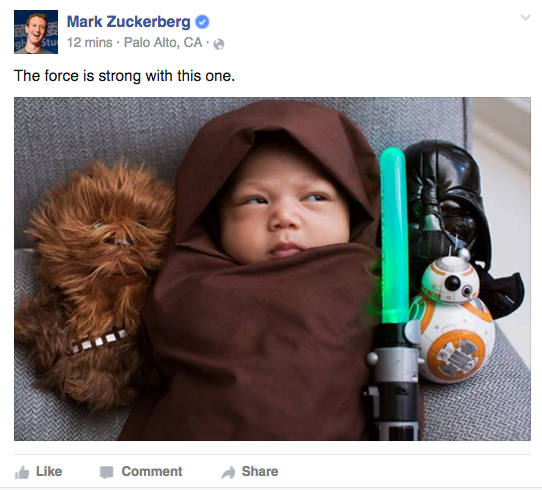 Mark Zuckerberg
12 mins · Palo Alto, CA ·
The force is strong with this one.
Like Comment Share